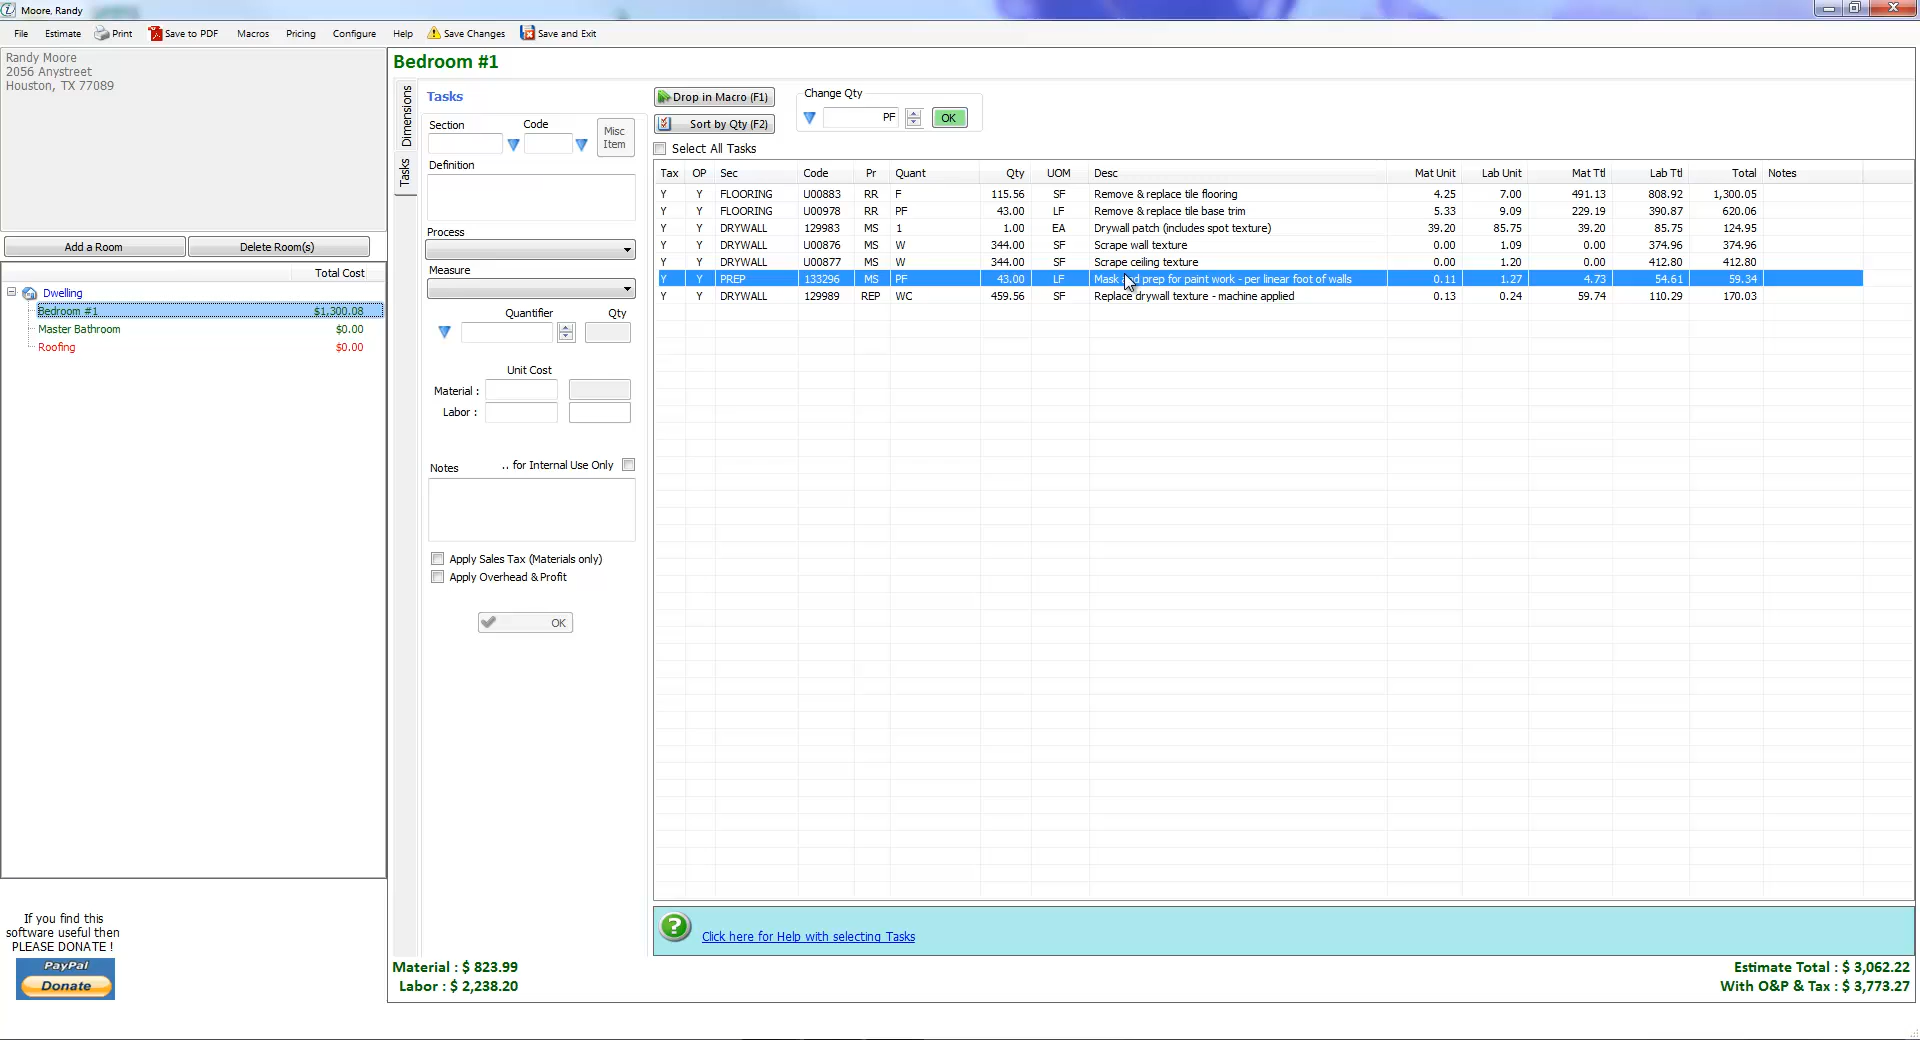 Moore, Randy
File Estimate Print Save to PDF Macros Pricing Configure Help Save Changes Save and Exit
Randy Moore
2056 Anystreet
Houston, TX 77089
Add a Room Delete Room(s)
Total Cost
Dwelling
Bedroom #1 $1,300.08
Master Bathroom $0.00
Roofing $0.00
If you find this
software useful then
PLEASE DONATE !
PayPal
Donate
Bedroom #1
Dimensions
Tasks
Tasks
Section Code Misc Item
Definition
Process
Measure
Quantifier Qty
Unit Cost
Material :
Labor :
Notes .. for Internal Use Only
Apply Sales Tax (Materials only)
Apply Overhead & Profit
OK
Drop in Macro (F1)
Sort by Qty (F2)
Change Qty
PF OK
Select All Tasks
Tax OP Sec Code Pr Quant Qty UOM Desc Mat Unit Lab Unit Mat Ttl Lab Ttl Total Notes
Y Y FLOORING U00883 RR F 115.56 SF Remove & replace tile flooring 4.25 7.00 491.13 808.92 1,300.05
Y Y FLOORING U00978 RR PF 43.00 LF Remove & replace tile base trim 5.33 9.09 229.19 390.87 620.06
Y Y DRYWALL 129983 MS 1 1.00 EA Drywall patch (includes spot texture) 39.20 85.75 39.20 85.75 124.95
Y Y DRYWALL U00876 MS W 344.00 SF Scrape wall texture 0.00 1.09 0.00 374.96 374.96
Y Y DRYWALL U00877 MS W 344.00 SF Scrape ceiling texture 0.00 1.20 0.00 412.80 412.80
Y Y PREP 133296 MS PF 43.00 LF Mask and prep for paint work - per linear foot of walls 0.11 1.27 4.73 54.61 59.34
Y Y DRYWALL 129989 REP WC 459.56 SF Replace drywall texture - machine applied 0.13 0.24 59.74 110.29 170.03
Click here for Help with selecting Tasks
Material : $ 823.99
Labor : $ 2,238.20
Estimate Total : $ 3,062.22
With O&P & Tax : $ 3,773.27